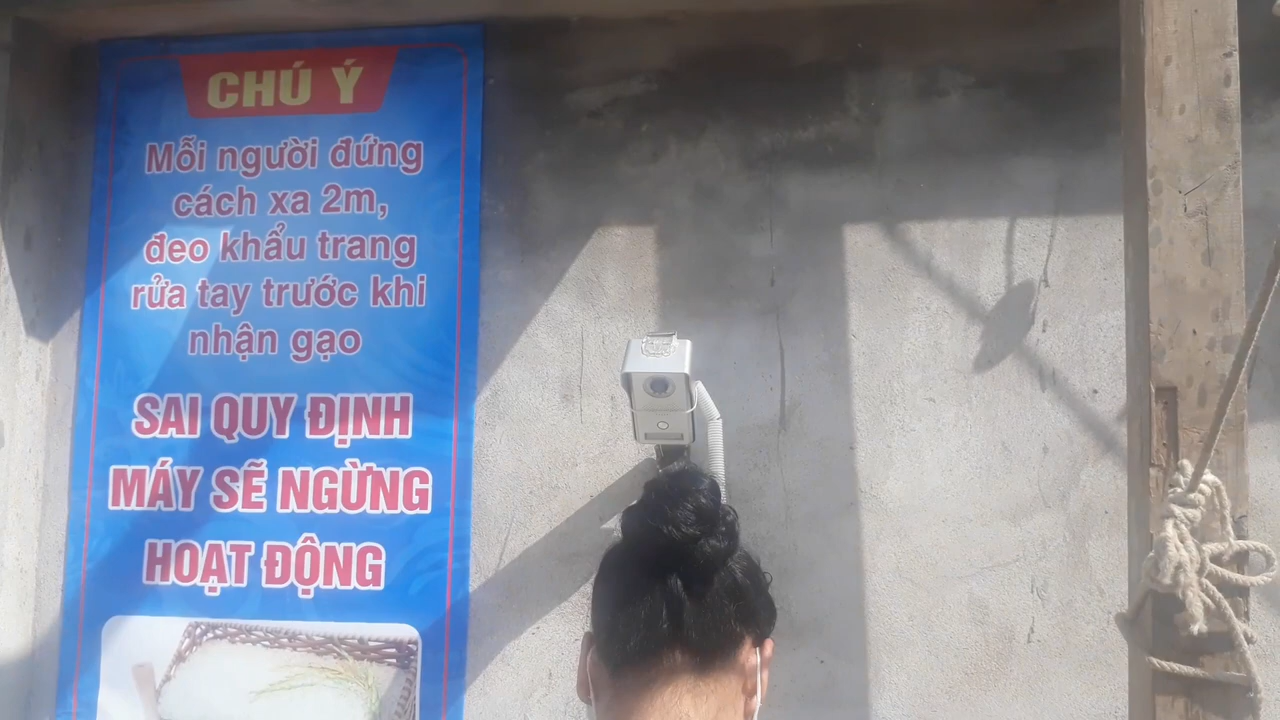 CHÚ Ý
Mỗi người đứng
cách xa 2m,
đeo khẩu trang
rửa tay trước khi
nhận gạo
SAI QUY ĐỊNH
MÁY SẼ NGỪNG
HOẠT ĐỘNG